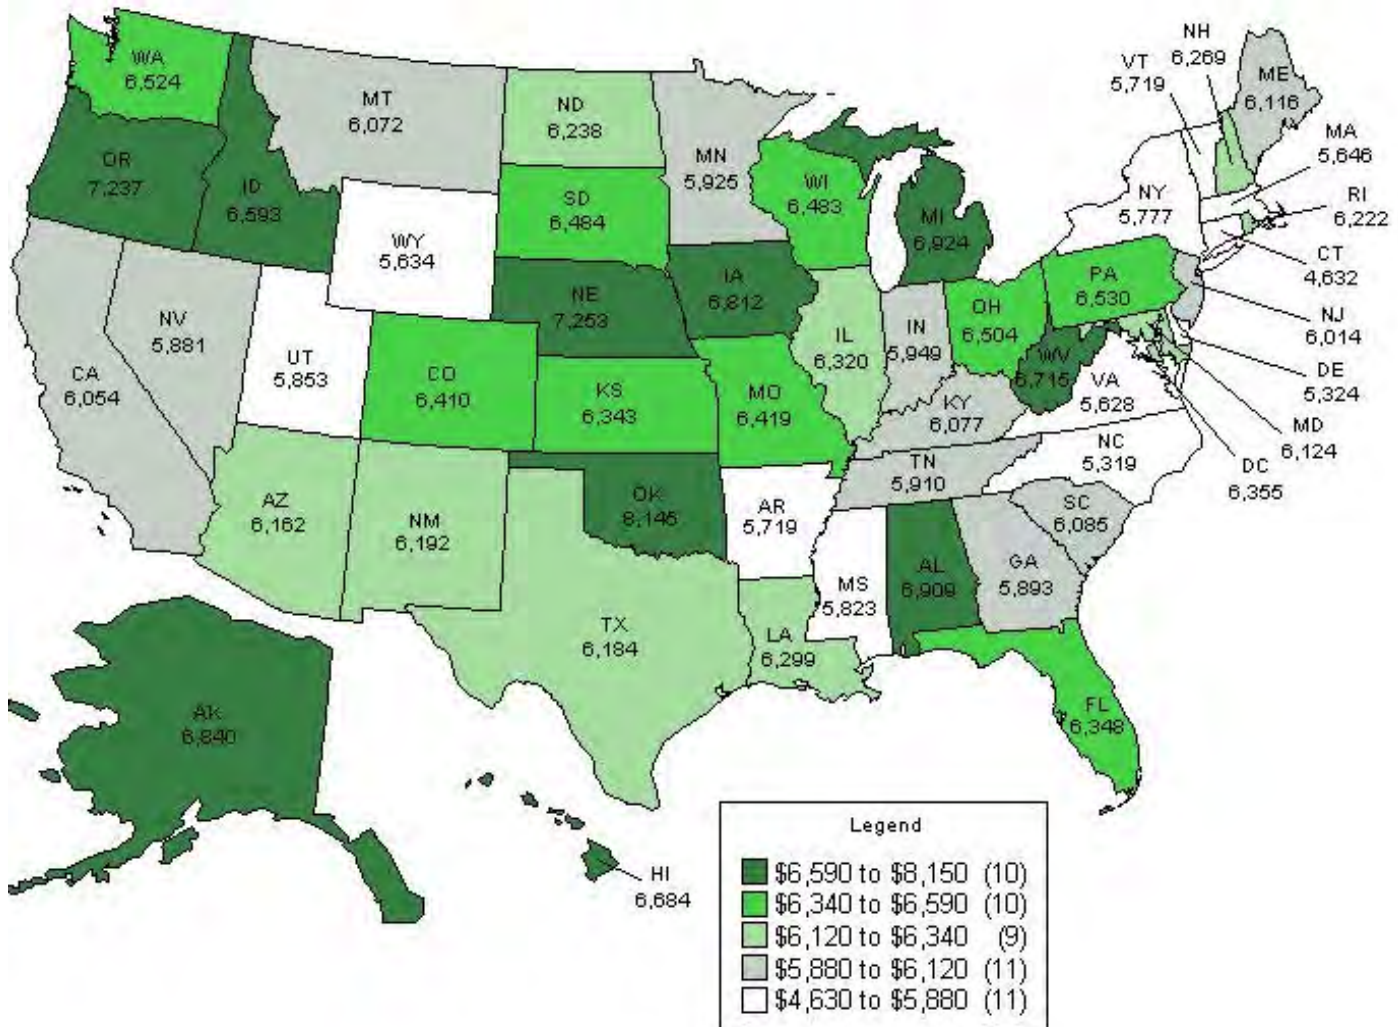 NH
6,269
VT
5,719
ME
6,116
WA
6,524
MT
6,072
ND
6,238
MN
5,925
MA
5,646
OR
7,237
ID
6,593
SD
6,484
WI
6,483
MI
6,924
NY
5,777
RI
6,222
WY
5,634
CT
4,632
IA
6,812
PA
6,530
NE
7,253
NV
5,881
UT
5,853
IL
6,320
IN
5,949
OH
6,504
NJ
6,014
CA
6,054
CO
6,410
KS
6,343
MO
6,419
WV
6,715
VA
5,628
DE
5,324
KY
6,077
MD
6,124
NC
5,319
TN
5,910
DC
6,355
AZ
6,162
NM
6,192
OK
8,145
AR
5,719
SC
6,085
MS
5,823
AL
6,909
GA
5,893
TX
6,184
LA
6,299
FL
6,348
AK
6,840
HI
6,684
Legend
$6,590 to $8,150 (10)
$6,340 to $6,590 (10)
$6,120 to $6,340 (9)
$5,880 to $6,120 (11)
$4,630 to $5,880 (11)